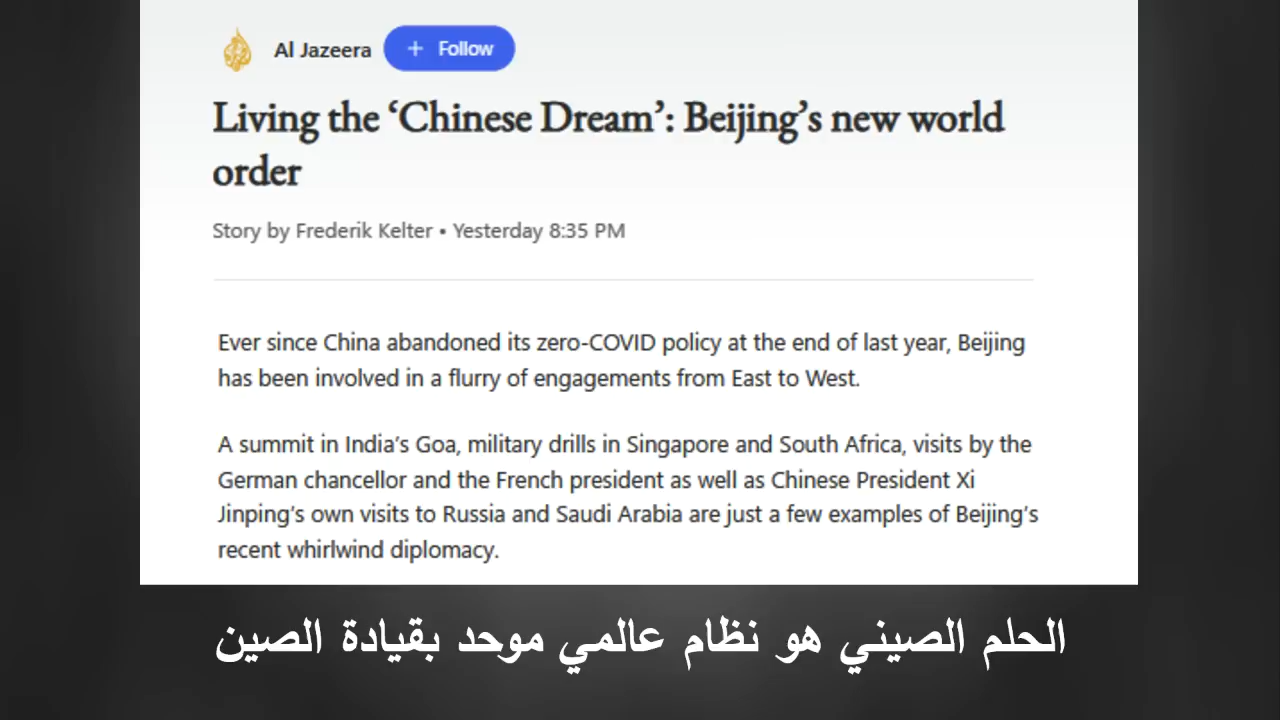 Al Jazeera + Follow
Living the ‘Chinese Dream’: Beijing’s new world
order
Story by Frederik Kelter • Yesterday 8:35 PM
Ever since China abandoned its zero-COVID policy at the end of last year, Beijing
has been involved in a flurry of engagements from East to West.
A summit in India’s Goa, military drills in Singapore and South Africa, visits by the
German chancellor and the French president as well as Chinese President Xi
Jinping’s own visits to Russia and Saudi Arabia are just a few examples of Beijing’s
recent whirlwind diplomacy.
الحلم الصيني هو نظام عالمي موحد بقيادة الصين